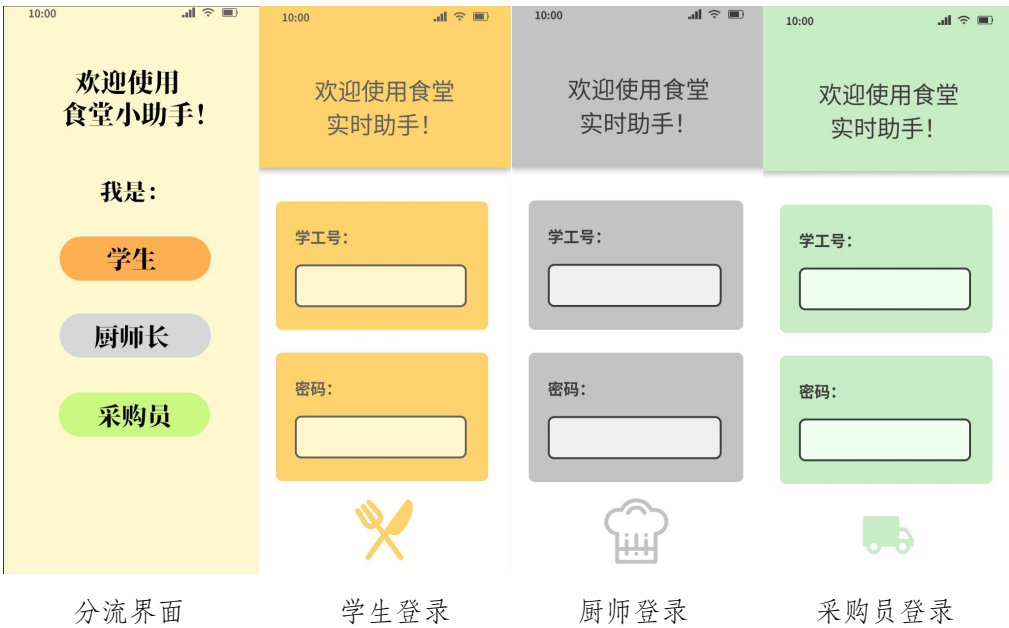 10:00
欢迎使用
食堂小助手！
我是：
学生
厨师长
采购员
10:00
欢迎使用食堂
实时助手！
学工号：
密码：
10:00
欢迎使用食堂
实时助手！
学工号：
密码：
10:00
欢迎使用食堂
实时助手！
学工号：
密码：
分流界面
学生登录
厨师登录
采购员登录